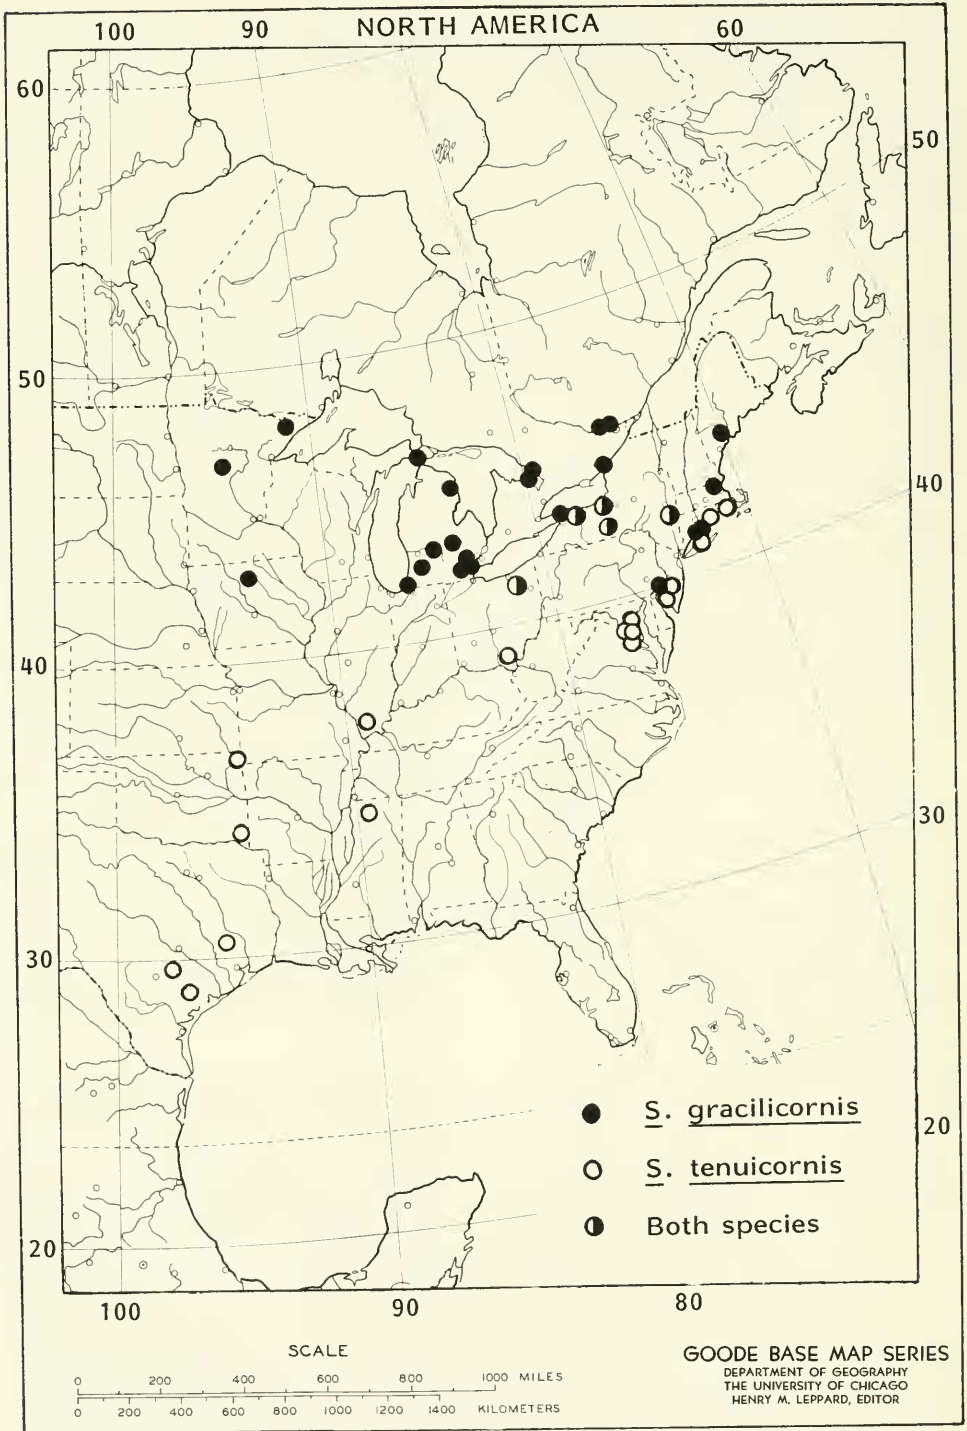 NORTH AMERICA
100 90 60
60
50
50
40
40
30
30
20
20
S. gracilicornis
S. tenuicornis
Both species
100 90 80
SCALE
0 200 400 600 800 1000 MILES
0 200 400 600 800 1000 1200 1400 KILOMETERS
GOODE BASE MAP SERIES
DEPARTMENT OF GEOGRAPHY
THE UNIVERSITY OF CHICAGO
HENRY M. LEPPARD, EDITOR